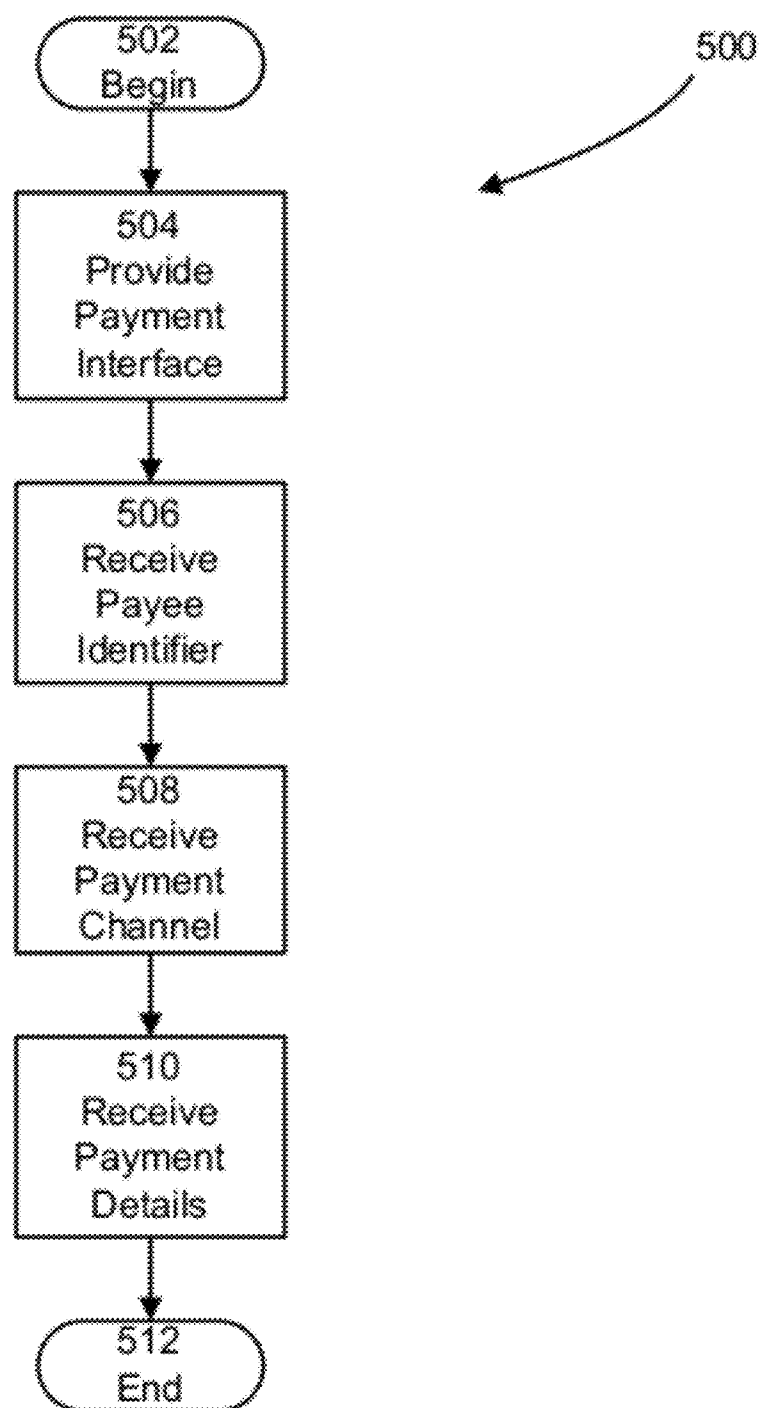 502
Begin
500
504
Provide
Payment
Interface
506
Receive
Payee
Identifier
508
Receive
Payment
Channel
510
Receive
Payment
Details
512
End